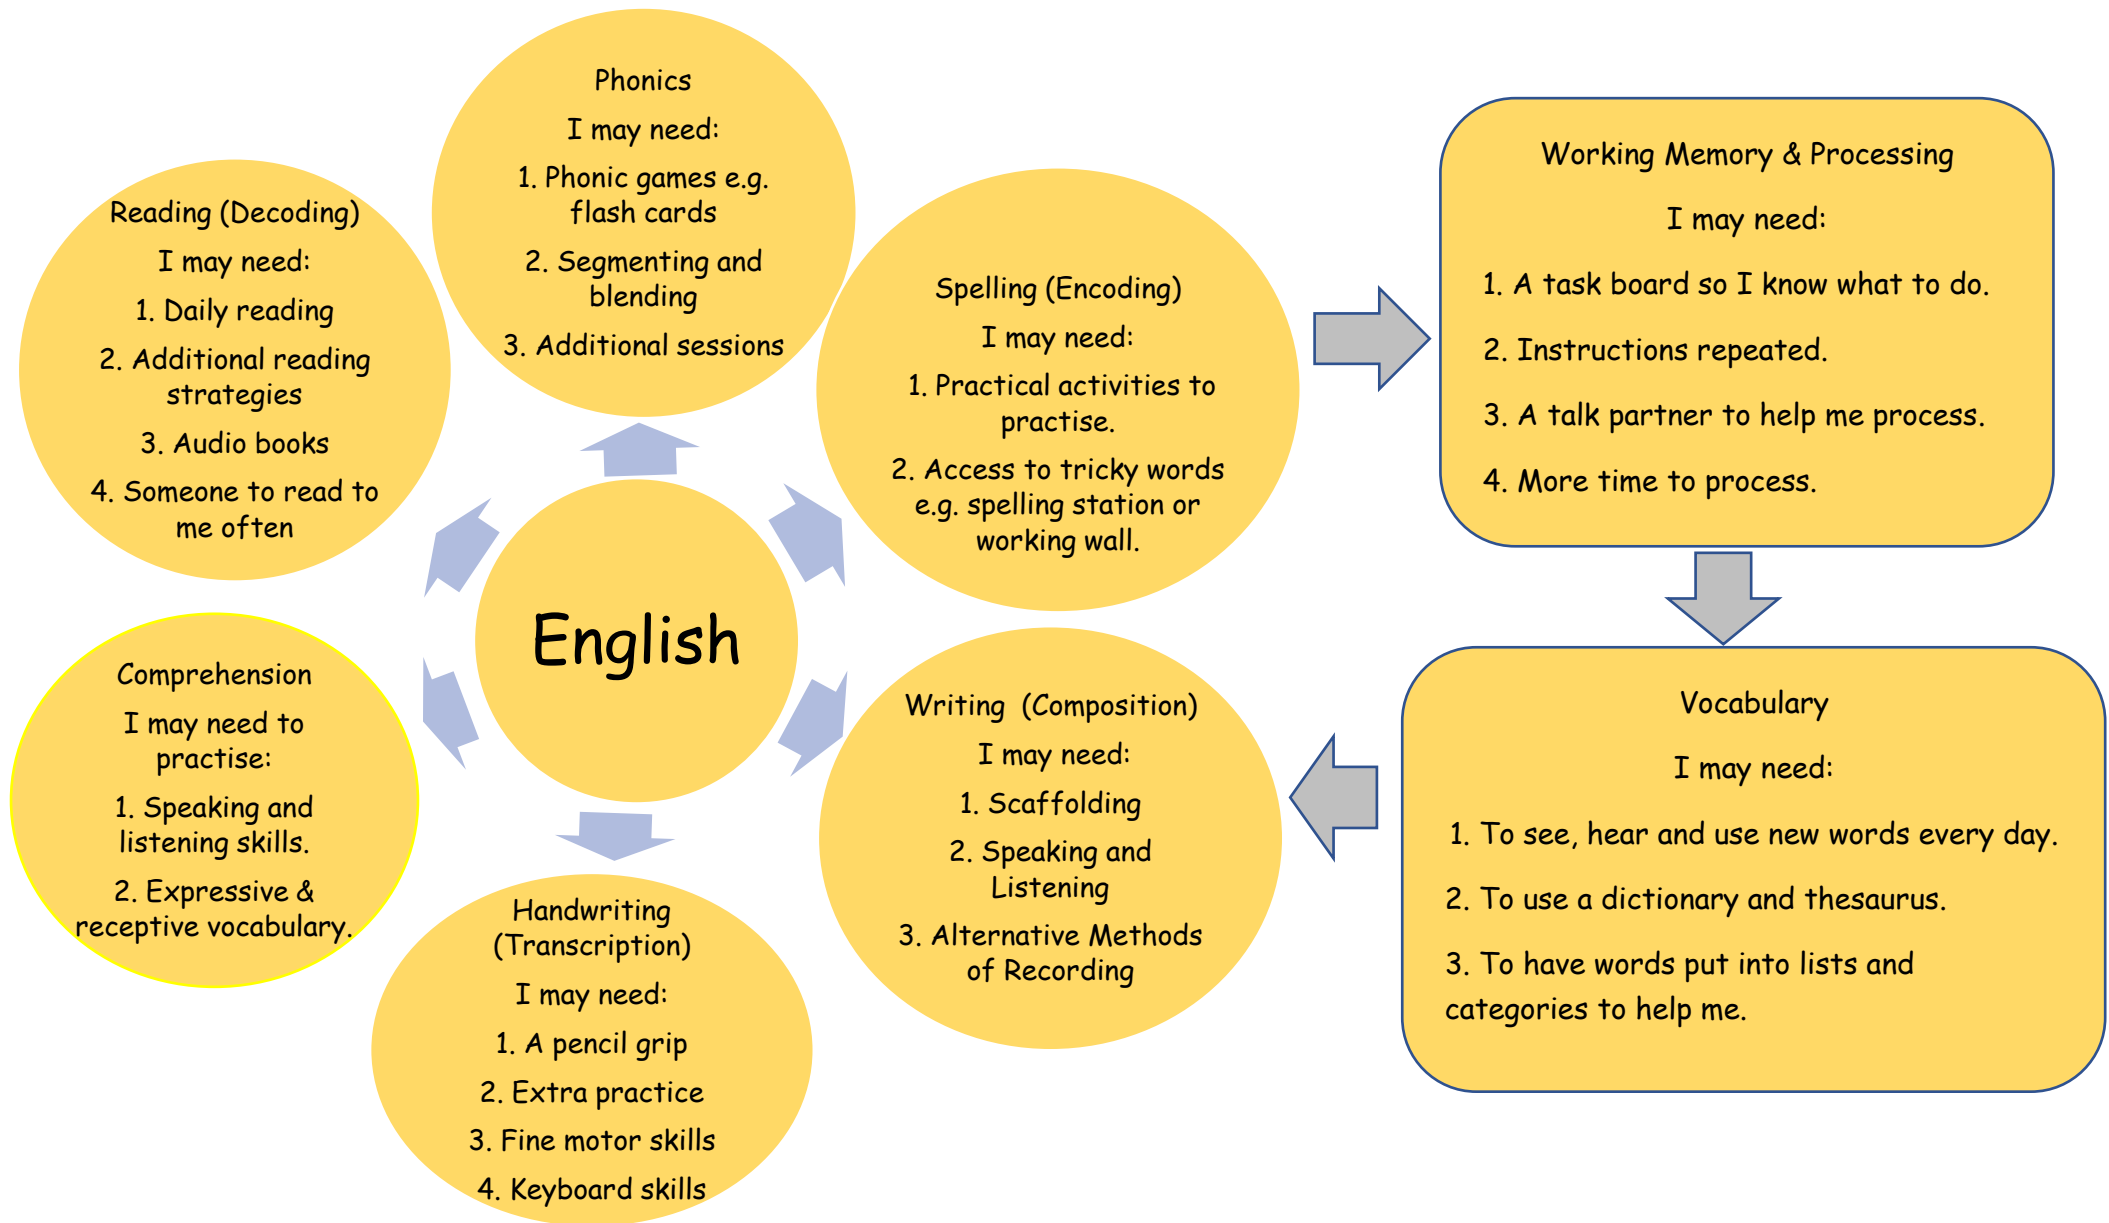 Phonics
I may need:
1. Phonic games e.g.
flash cards
2. Segmenting and
blending
3. Additional sessions
Reading (Decoding)
I may need:
1. Daily reading
2. Additional reading
strategies
3. Audio books
4. Someone to read to
me often
Spelling (Encoding)
I may need:
1. Practical activities to
practise.
2. Access to tricky words
e.g. spelling station or
working wall.
Working Memory & Processing
I may need:
1. A task board so I know what to do.
2. Instructions repeated.
3. A talk partner to help me process.
4. More time to process.
English
Comprehension
I may need to
practise:
1. Speaking and
listening skills.
2. Expressive &
receptive vocabulary.
Writing (Composition)
I may need:
1. Scaffolding
2. Speaking and
Listening
3. Alternative Methods
of Recording
Vocabulary
I may need:
1. To see, hear and use new words every day.
2. To use a dictionary and thesaurus.
3. To have words put into lists and
categories to help me.
Handwriting
(Transcription)
I may need:
1. A pencil grip
2. Extra practice
3. Fine motor skills
4. Keyboard skills